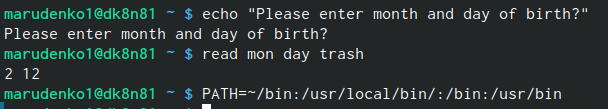 marudenko1@dk8n81 ~ $ echo "Please enter month and day of birth?"
Please enter month and day of birth?
marudenko1@dk8n81 ~ $ read mon day trash
2 12
marudenko1@dk8n81 ~ $ PATH=~/bin:/usr/local/bin/:/bin:/usr/bin